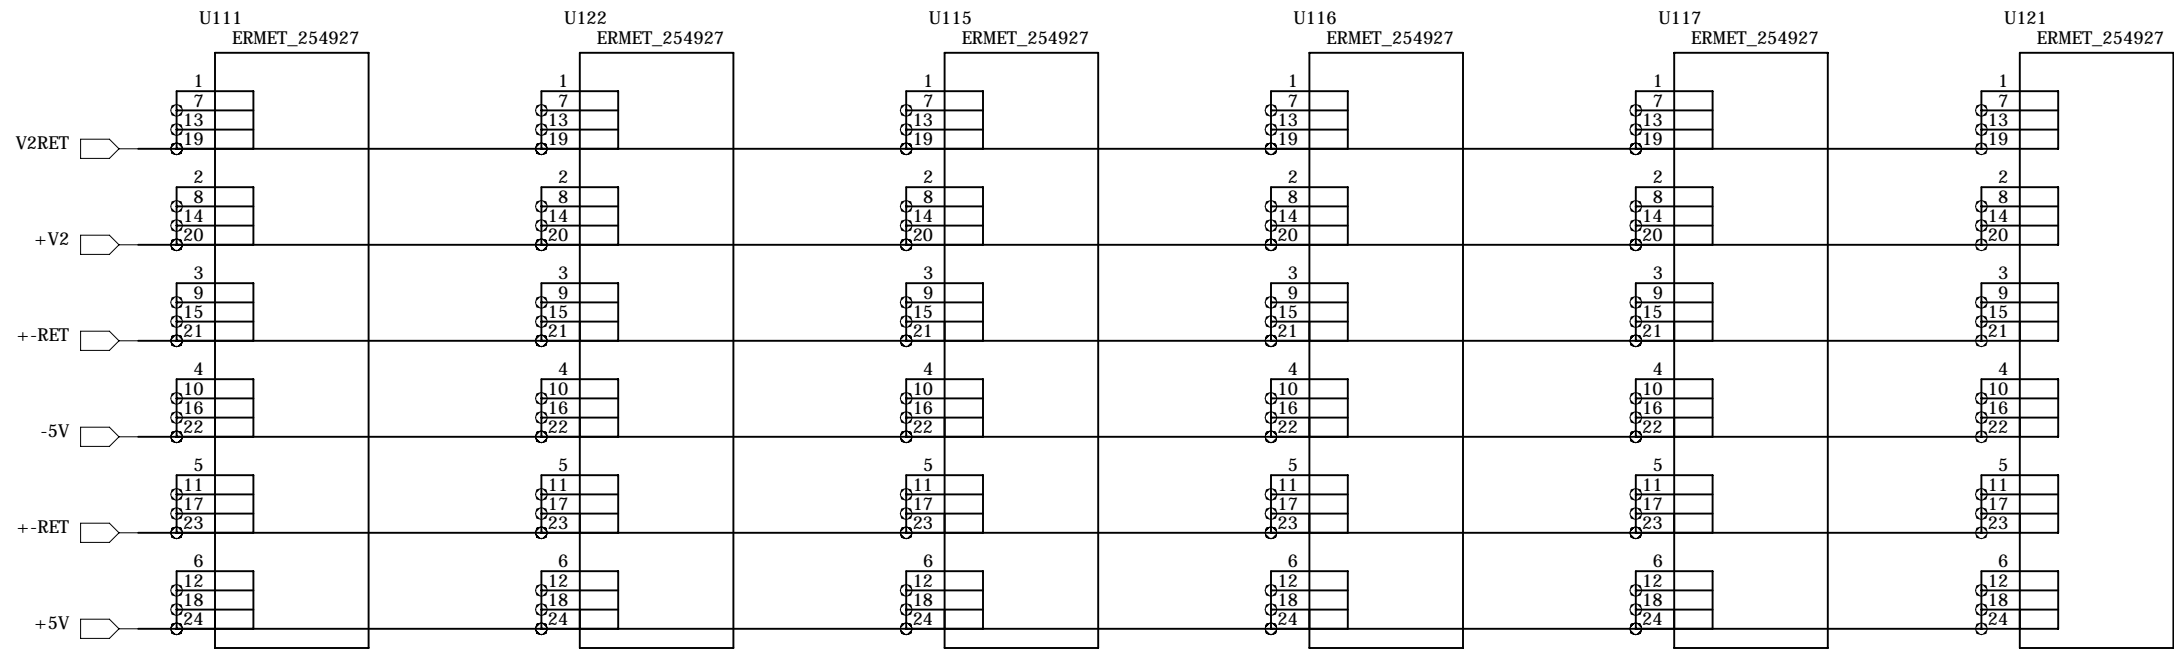 U111 U122 U115 U116 U117 U121
ERMET_254927 ERMET_254927 ERMET_254927 ERMET_254927 ERMET_254927 ERMET_254927
1 1 1 1 1 1
7 7 7 7 7 7
13 13 13 13 13 13
V2RET 19 19 19 19 19 19
2 2 2 2 2 2
8 8 8 8 8 8
14 14 14 14 14 14
+V2 20 20 20 20 20 20
3 3 3 3 3 3
9 9 9 9 9 9
15 15 15 15 15 15
+-RET 21 21 21 21 21 21
4 4 4 4 4 4
10 10 10 10 10 10
16 16 16 16 16 16
-5V 22 22 22 22 22 22
5 5 5 5 5 5
11 11 11 11 11 11
17 17 17 17 17 17
+-RET 23 23 23 23 23 23
6 6 6 6 6 6
12 12 12 12 12 12
18 18 18 18 18 18
+5V 24 24 24 24 24 24